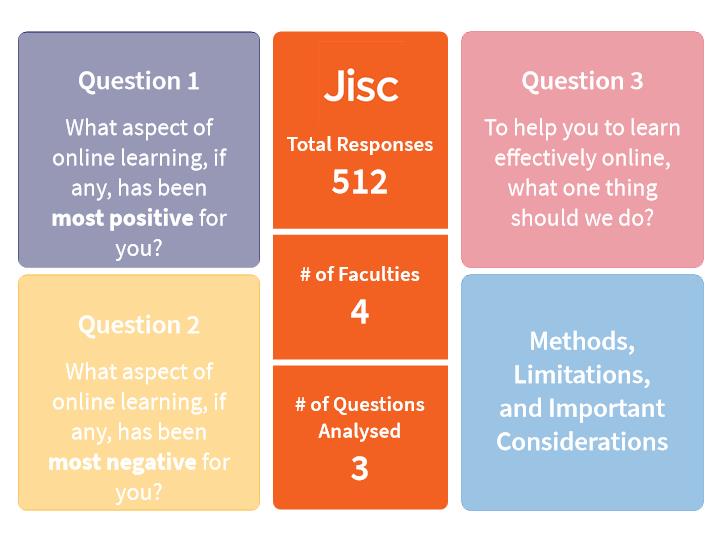 Question 1
What aspect of
online learning, if
any, has been
most positive for
you?
Question 2
What aspect of
online learning, if
any, has been
most negative for
you?
Jisc
Total Responses
512
# of Faculties
4
# of Questions
Analysed
3
Question 3
To help you to learn
effectively online,
what one thing
should we do?
Methods,
Limitations,
and Important
Considerations